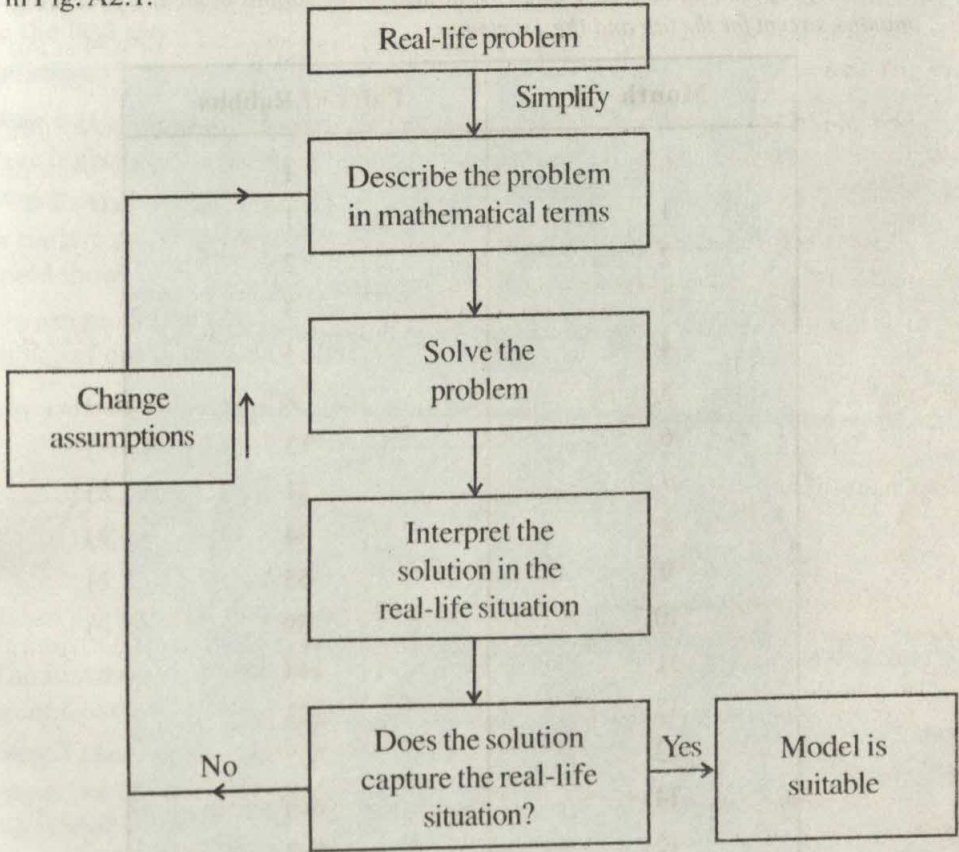 in Fig. A2.1.
Real-life problem
Simplify
Describe the problem
in mathematical terms
Solve the
problem
Change
assumptions
Interpret the
solution in the
real-life situation
Does the solution
capture the real-life
situation?
No
Yes
Model is
suitable